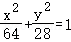 x²/64 + y²/28 = 1